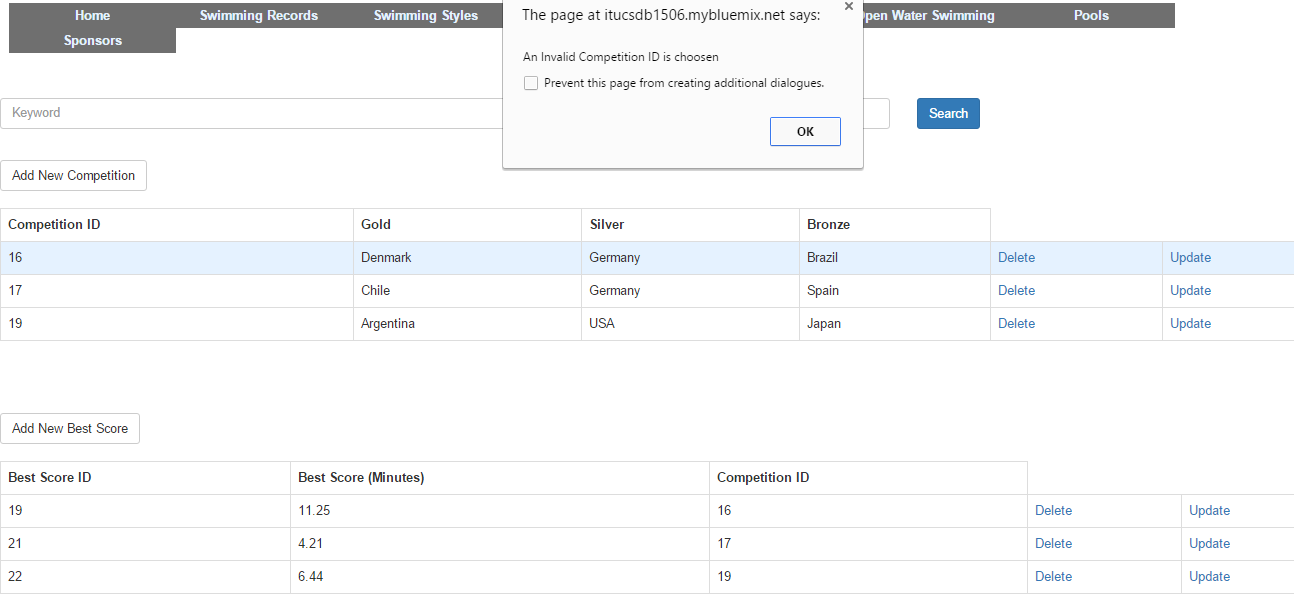 Home Swimming Records Swimming Styles pen Water Swimming Pools
Sponsors
The page at itucsdb1506.mybluemix.net says:
An Invalid Competition ID is choosen
Prevent this page from creating additional dialogues.
OK
Keyword Search
Add New Competition
Competition ID Gold Silver Bronze
16 Denmark Germany Brazil Delete Update
17 Chile Germany Spain Delete Update
19 Argentina USA Japan Delete Update
Add New Best Score
Best Score ID Best Score (Minutes) Competition ID
19 11.25 16 Delete Update
21 4.21 17 Delete Update
22 6.44 19 Delete Update